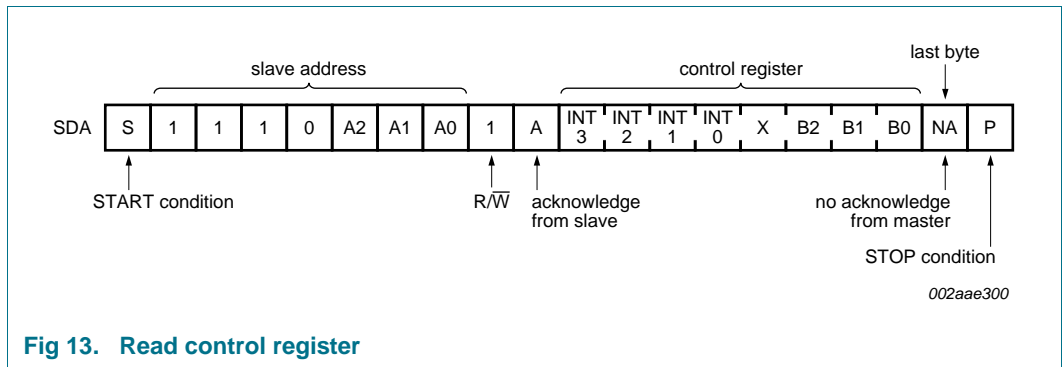 last byte
slave address control register
SDA S 1 1 1 0 A2 A1 A0 1 A INT 3 INT 2 INT 1 INT 0 X B2 B1 B0 NA P
START condition R/W̅ acknowledge from slave no acknowledge from master
STOP condition
002aae300
Fig 13. Read control register